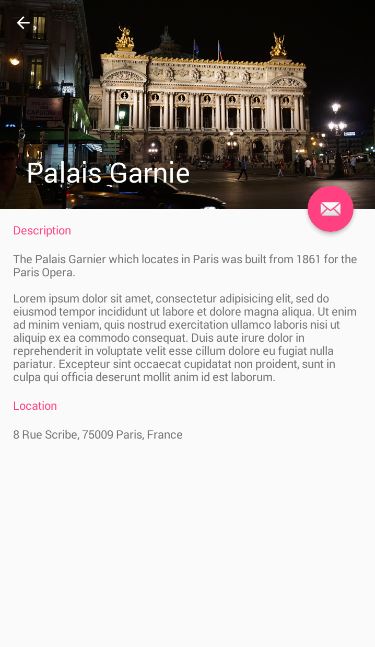 Palais Garnie
Description
The Palais Garnier which locates in Paris was built from 1861 for the
Paris Opera.
Lorem ipsum dolor sit amet, consectetur adipisicing elit, sed do
eiusmod tempor incididunt ut labore et dolore magna aliqua. Ut enim
ad minim veniam, quis nostrud exercitation ullamco laboris nisi ut
aliquip ex ea commodo consequat. Duis aute irure dolor in
reprehenderit in voluptate velit esse cillum dolore eu fugiat nulla
pariatur. Excepteur sint occaecat cupidatat non proident, sunt in
culpa qui officia deserunt mollit anim id est laborum.
Location
8 Rue Scribe, 75009 Paris, France